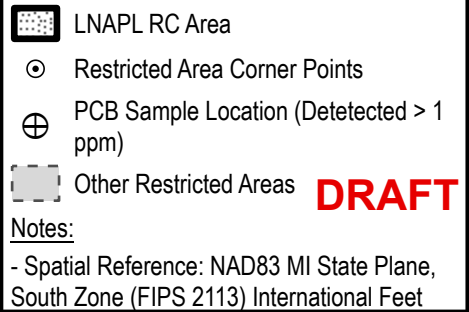 LNAPL RC Area
Restricted Area Corner Points
PCB Sample Location (Detetected > 1
ppm)
Other Restricted Areas
DRAFT
Notes:
- Spatial Reference: NAD83 MI State Plane,
South Zone (FIPS 2113) International Feet